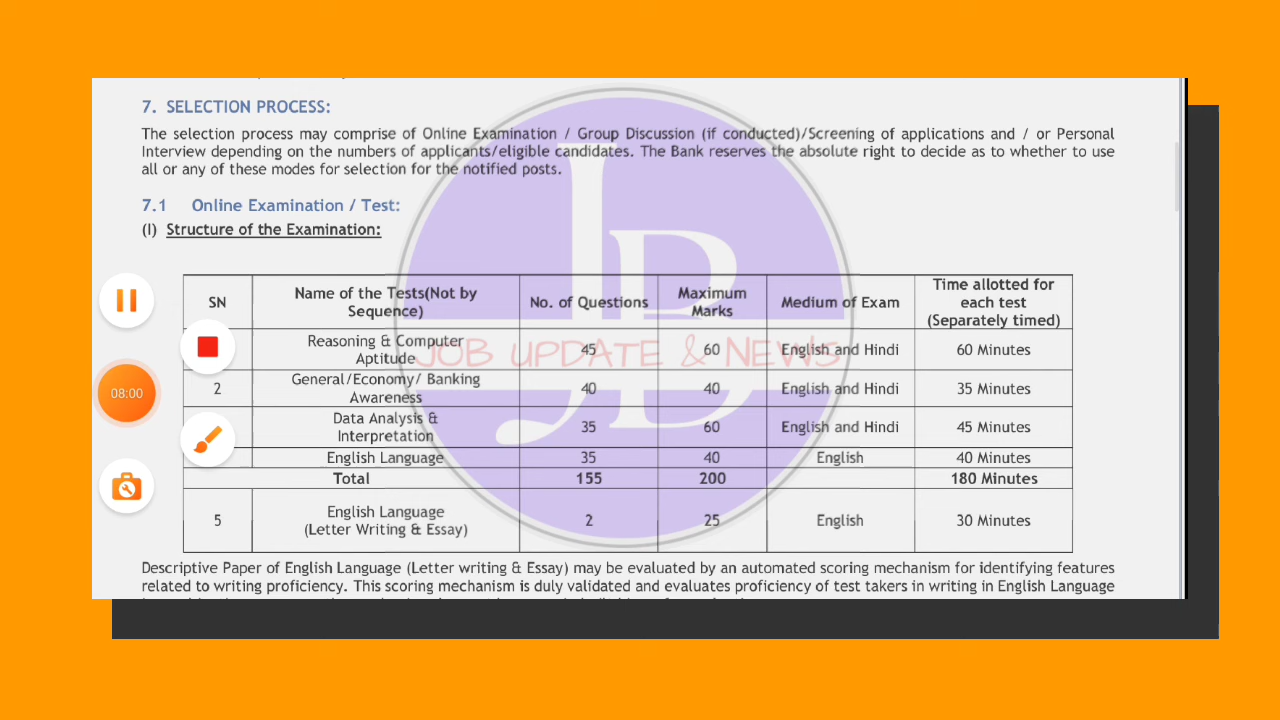 7. SELECTION PROCESS:
The selection process may comprise of Online Examination / Group Discussion (if conducted)/Screening of applications and / or Personal
Interview depending on the numbers of applicants/eligible candidates. The Bank reserves the absolute right to decide as to whether to use
all or any of these modes for selection for the notified posts.
7.1 Online Examination / Test:
(I) Structure of the Examination:
SN Name of the Tests(Not by Sequence) No. of Questions Maximum Marks Medium of Exam Time allotted for each test (Separately timed)
Reasoning & Computer Aptitude 45 60 English and Hindi 60 Minutes
JOB UPDATE & NEWS
2 General/Economy/ Banking Awareness 40 40 English and Hindi 35 Minutes
Data Analysis & Interpretation 35 60 English and Hindi 45 Minutes
English Language 35 40 English 40 Minutes
Total 155 200 180 Minutes
5 English Language (Letter Writing & Essay) 2 25 English 30 Minutes
Descriptive Paper of English Language (Letter writing & Essay) may be evaluated by an automated scoring mechanism for identifying features
related to writing proficiency. This scoring mechanism is duly validated and evaluates proficiency of test takers in writing in English Language
08:00